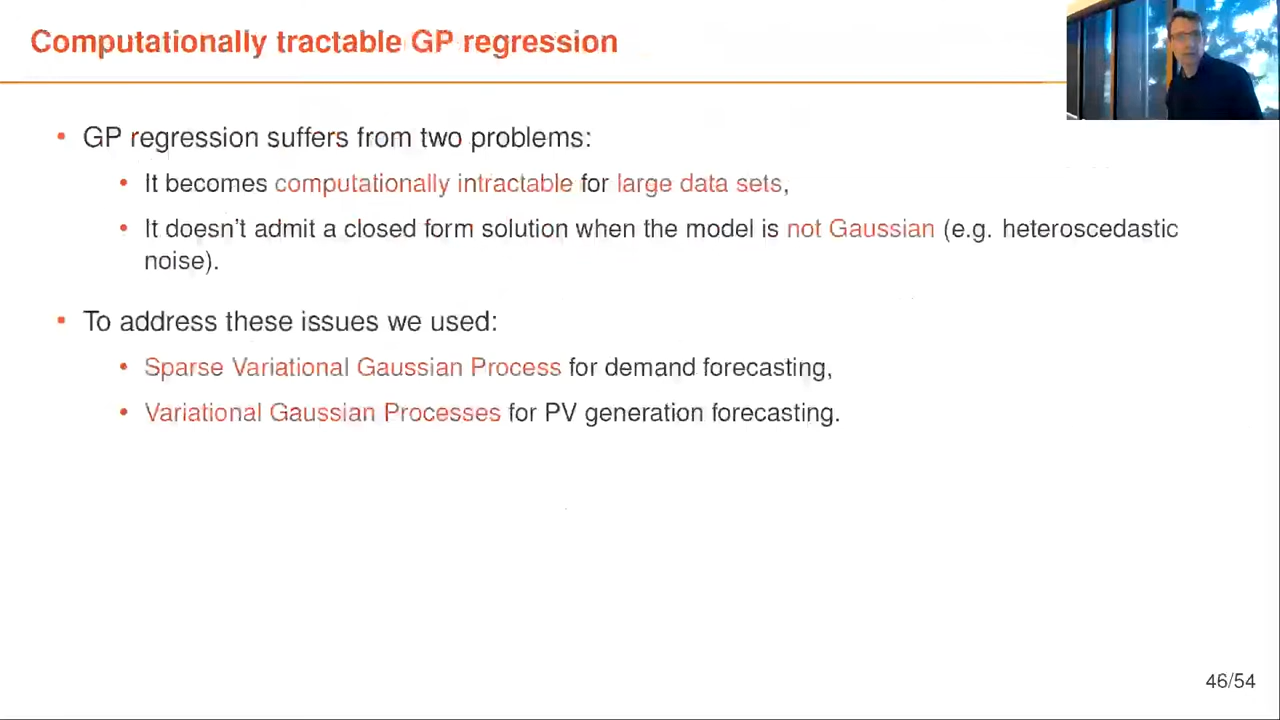 Computationally tractable GP regression
• GP regression suffers from two problems:
• It becomes computationally intractable for large data sets,
• It doesn't admit a closed form solution when the model is not Gaussian (e.g. heteroscedastic
noise).
• To address these issues we used:
• Sparse Variational Gaussian Process for demand forecasting,
• Variational Gaussian Processes for PV generation forecasting.
46/54